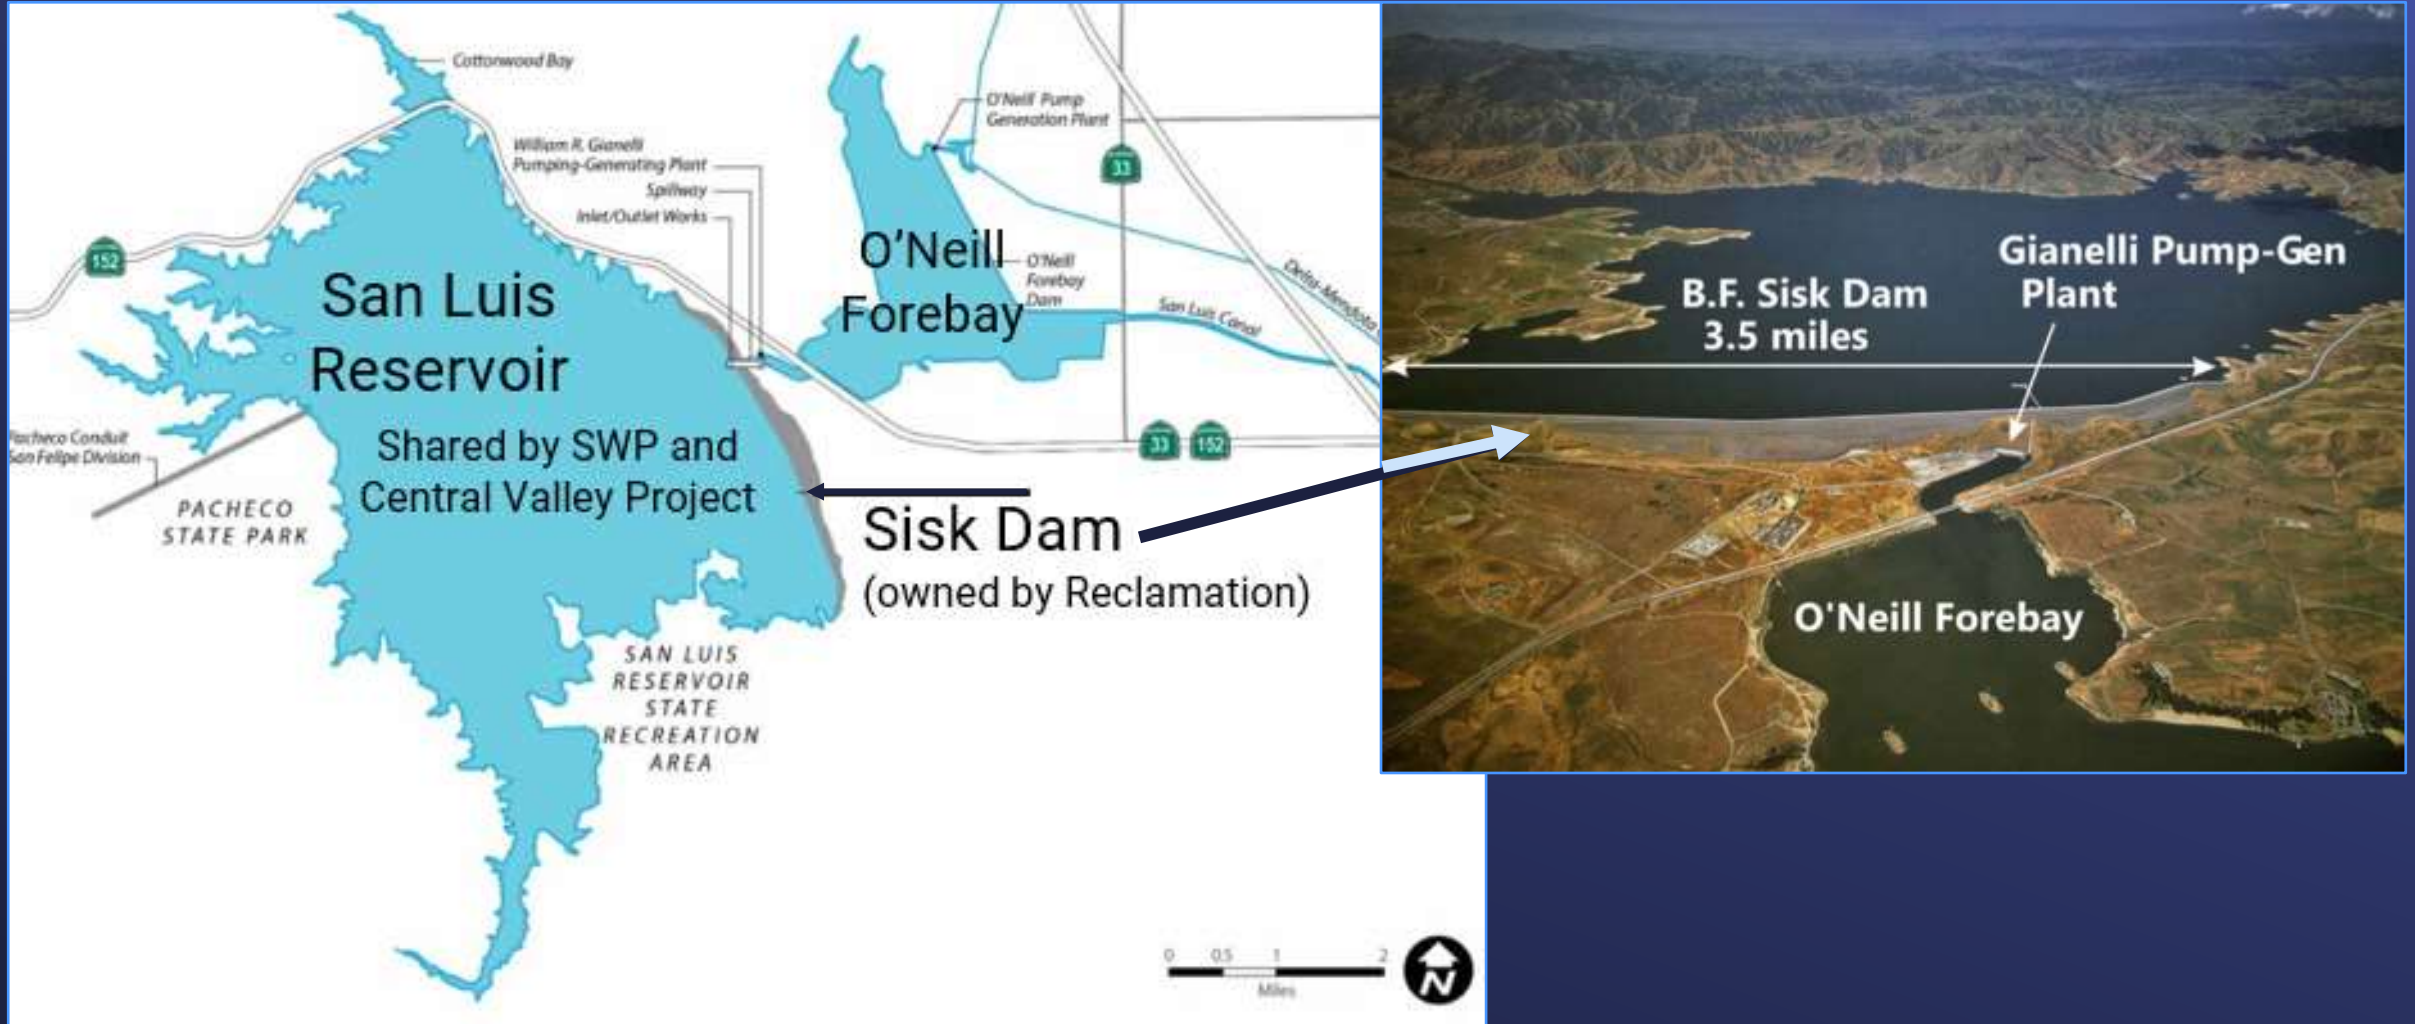 Cottonwood Bay
O'Neill Pump
Generation Plant
William R. Gianelli
Pumping-Generating Plant
Spillway
Inlet/Outlet Works
33
152
O'Neill
Forebay
O'Neill
Forebay
Dam
San Luis Canal
Delta-Mendota
San Luis
Reservoir
Shared by SWP and
Central Valley Project
Pacheco Conduit
San Felipe Division
PACHECO
STATE PARK
33
152
Sisk Dam
(owned by Reclamation)
SAN LUIS
RESERVOIR
STATE
RECREATION
AREA
0 0.5 1 2
Miles
N
Gianelli Pump-Gen
Plant
B.F. Sisk Dam
3.5 miles
O'Neill Forebay